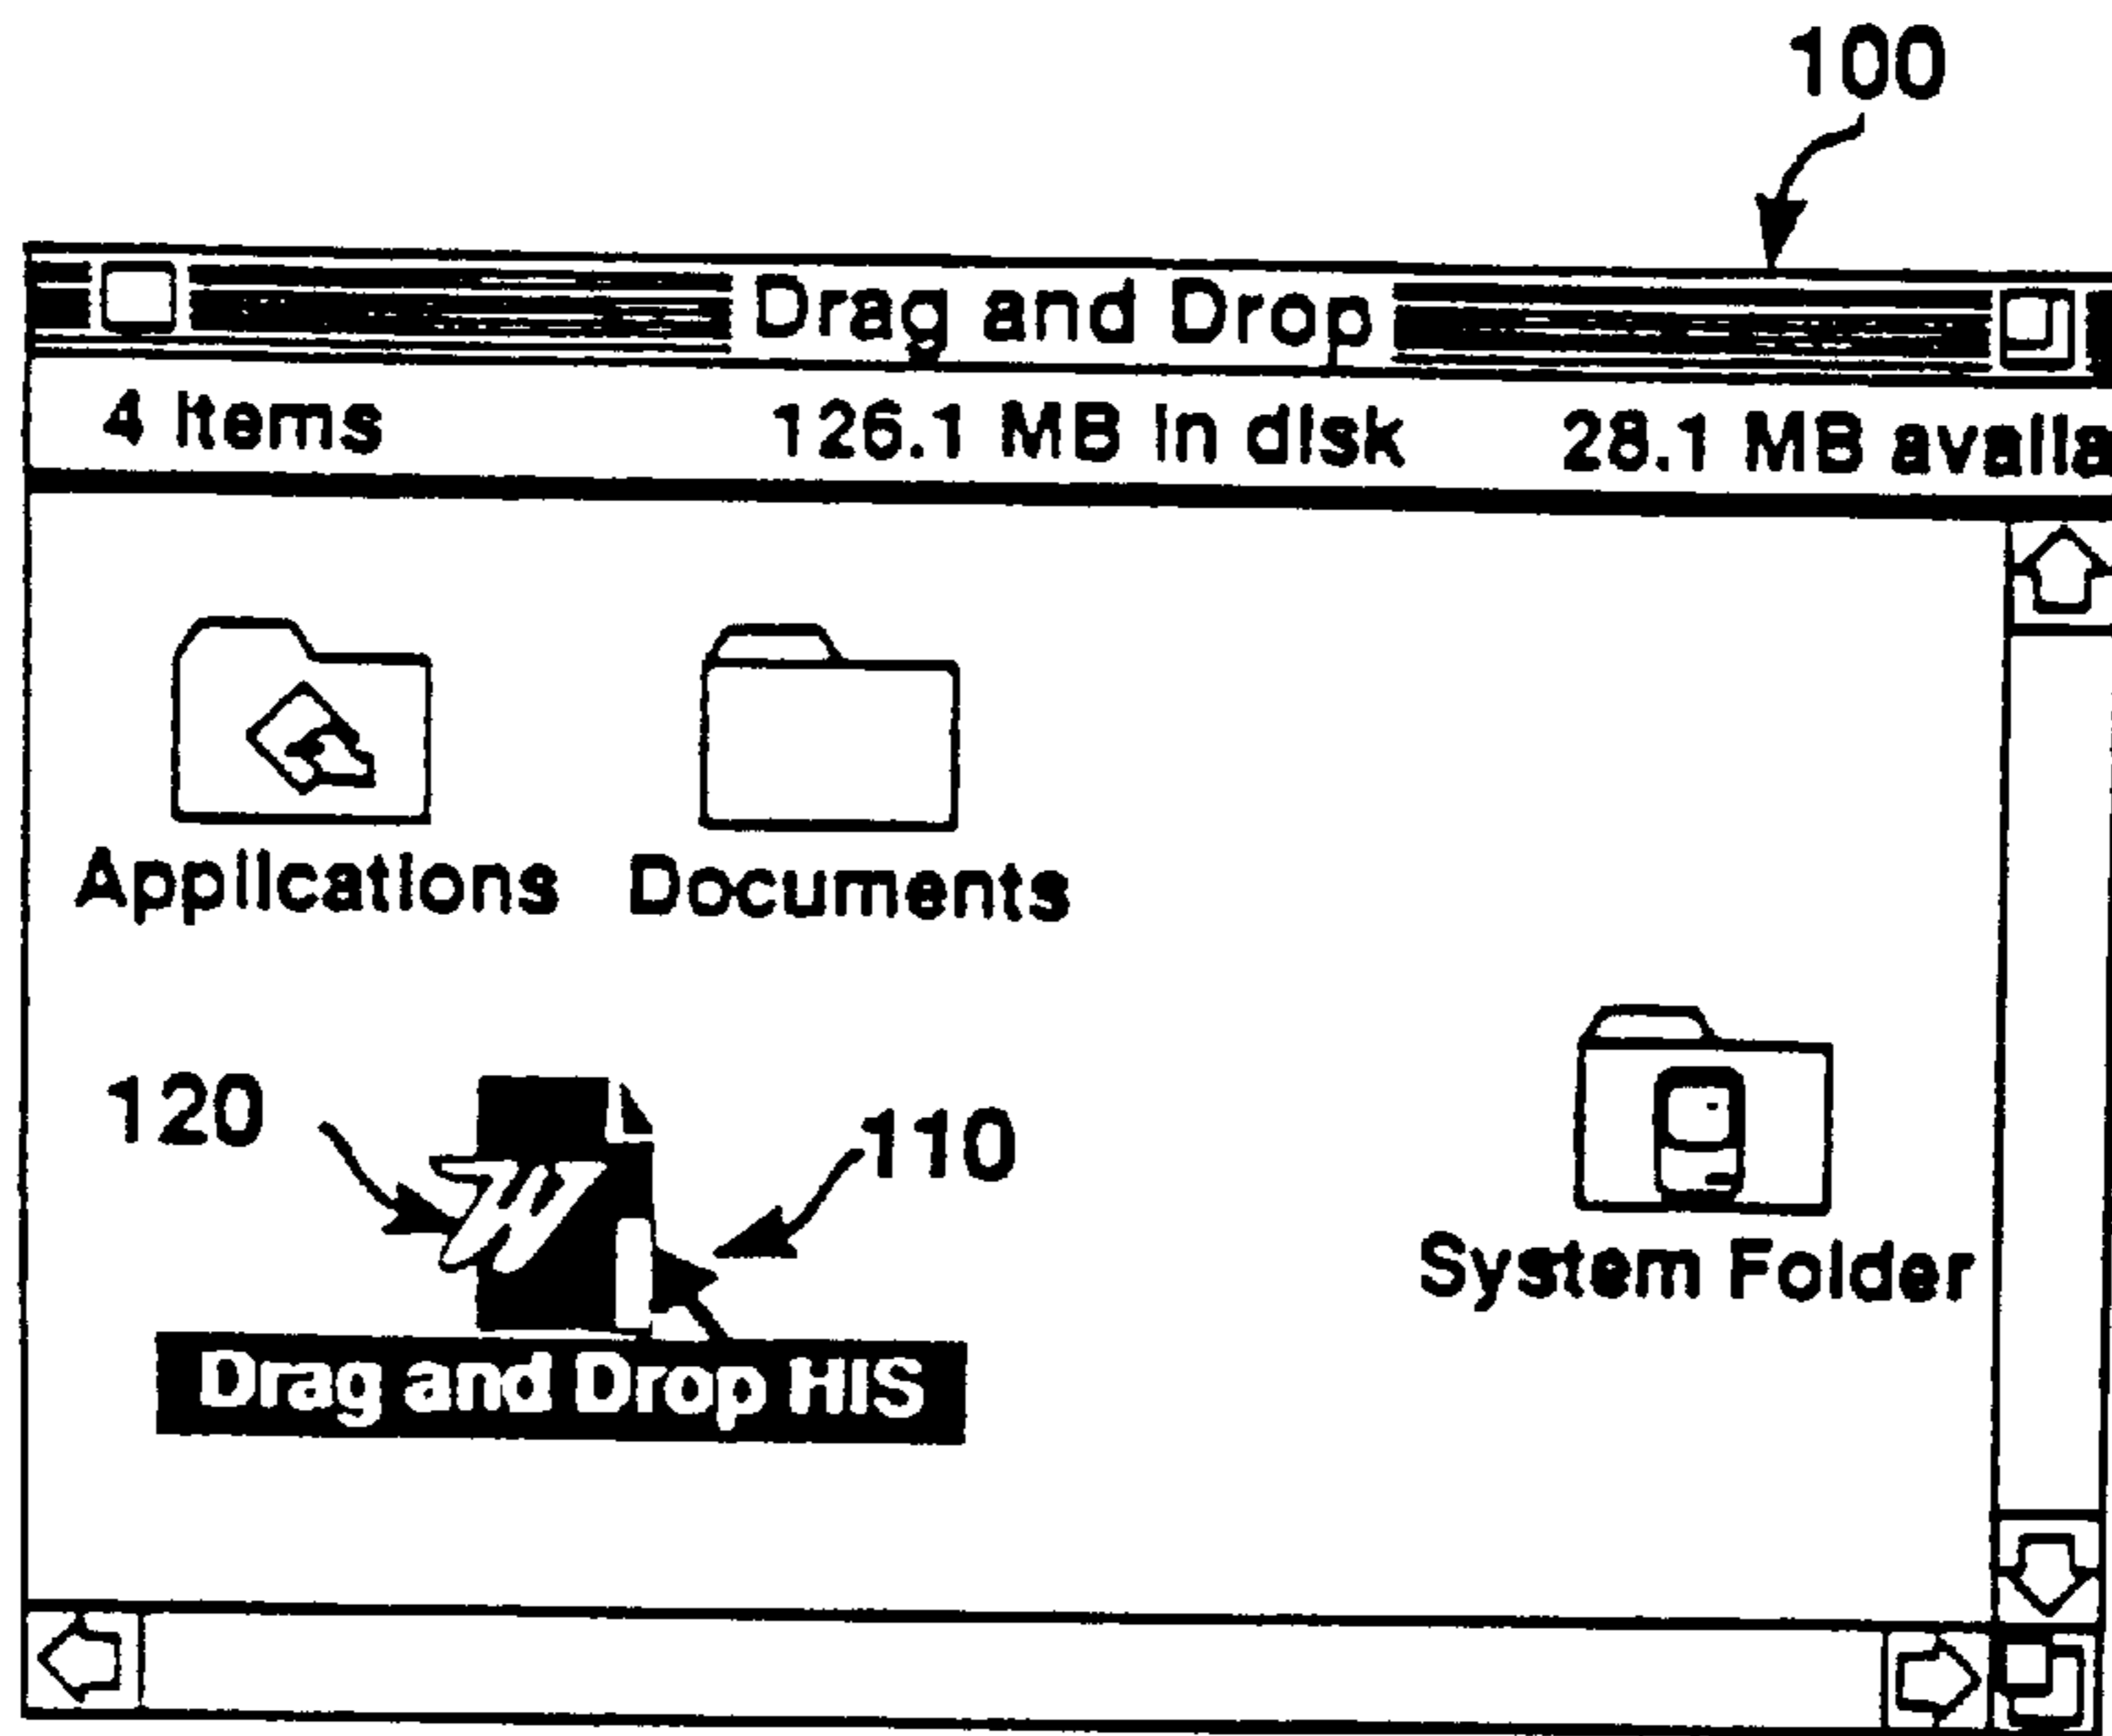 100
Drag and Drop
4 items 126.1 MB in disk 28.1 MB availa
Applications Documents
120 110
System Folder
Drag and Drop HIS